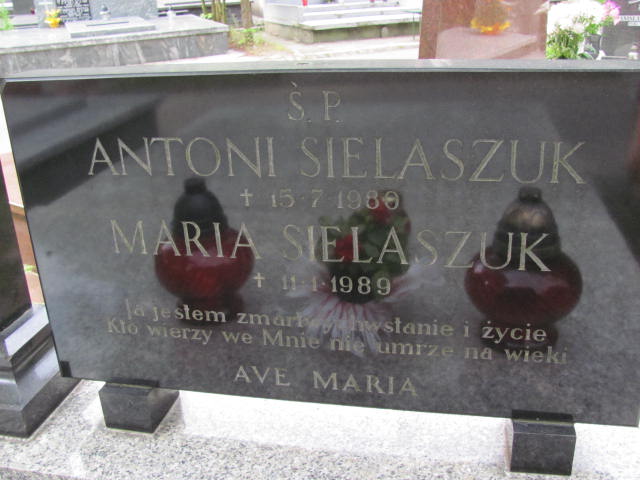 Ś. P.
ANTONI SIELASZUK
† 15·7·1980
MARIA SIELASZUK
† 11·1·1989
Ja jestem zmartwychwstanie i życie
Kto wierzy we Mnie nie umrze na wieki
AVE MARIA